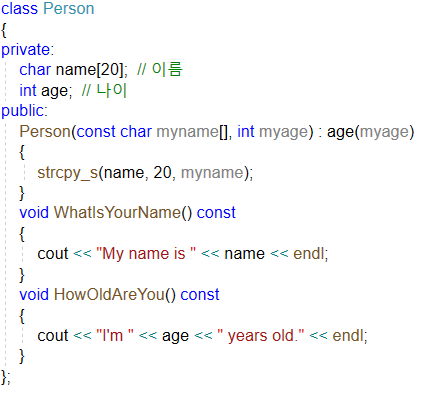 class Person
{
private:
    char name[20];  // 이름
    int age;  // 나이
public:
    Person(const char myname[], int myage) : age(myage)
    {
        strcpy_s(name, 20, myname);
    }
    void WhatIsYourName() const
    {
        cout << "My name is " << name << endl;
    }
    void HowOldAreYou() const
    {
        cout << "I'm " << age << " years old." << endl;
    }
};